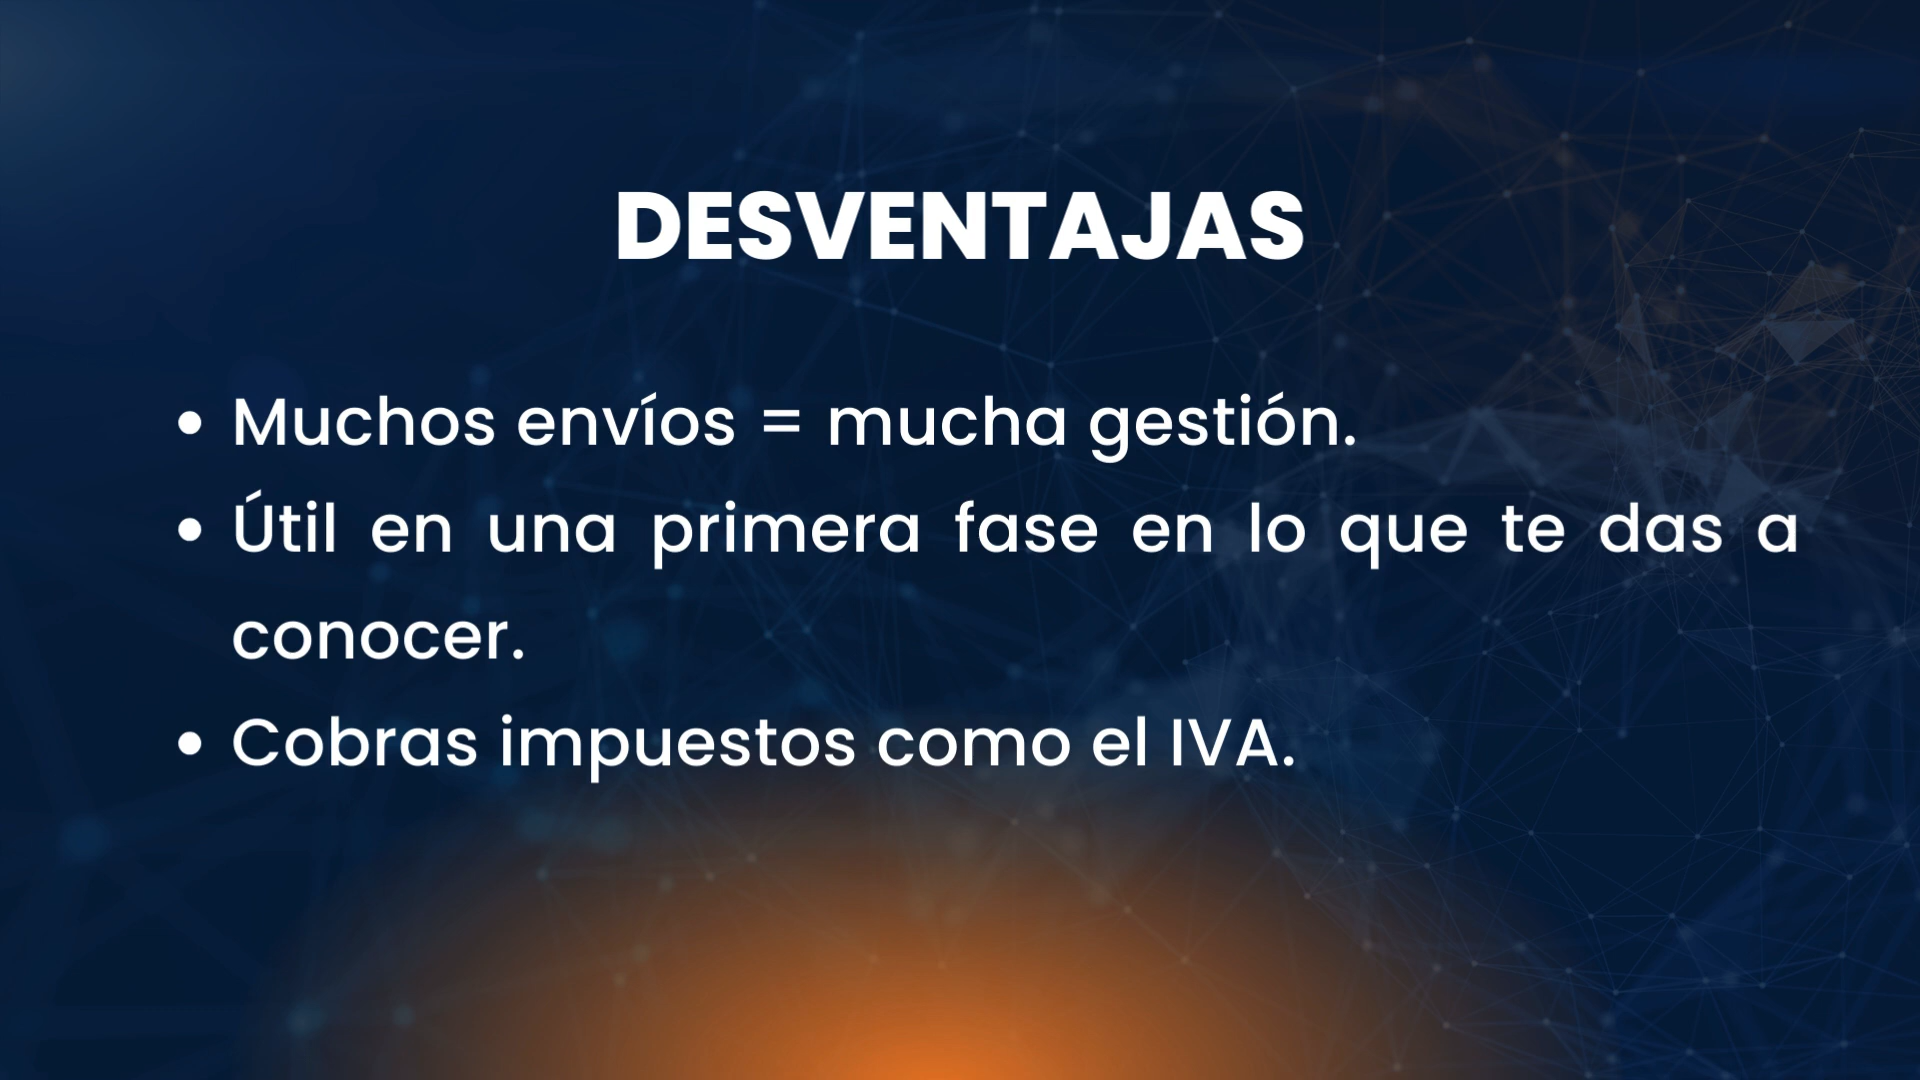 DESVENTAJAS
• Muchos envíos = mucha gestión.
• Útil en una primera fase en lo que te das a
conocer.
• Cobras impuestos como el IVA.